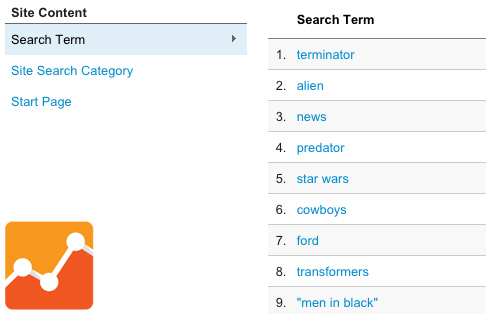 Site Content
Search Term
Site Search Category
Start Page
Search Term
1. terminator
2. alien
3. news
4. predator
5. star wars
6. cowboys
7. ford
8. transformers
9. "men in black"